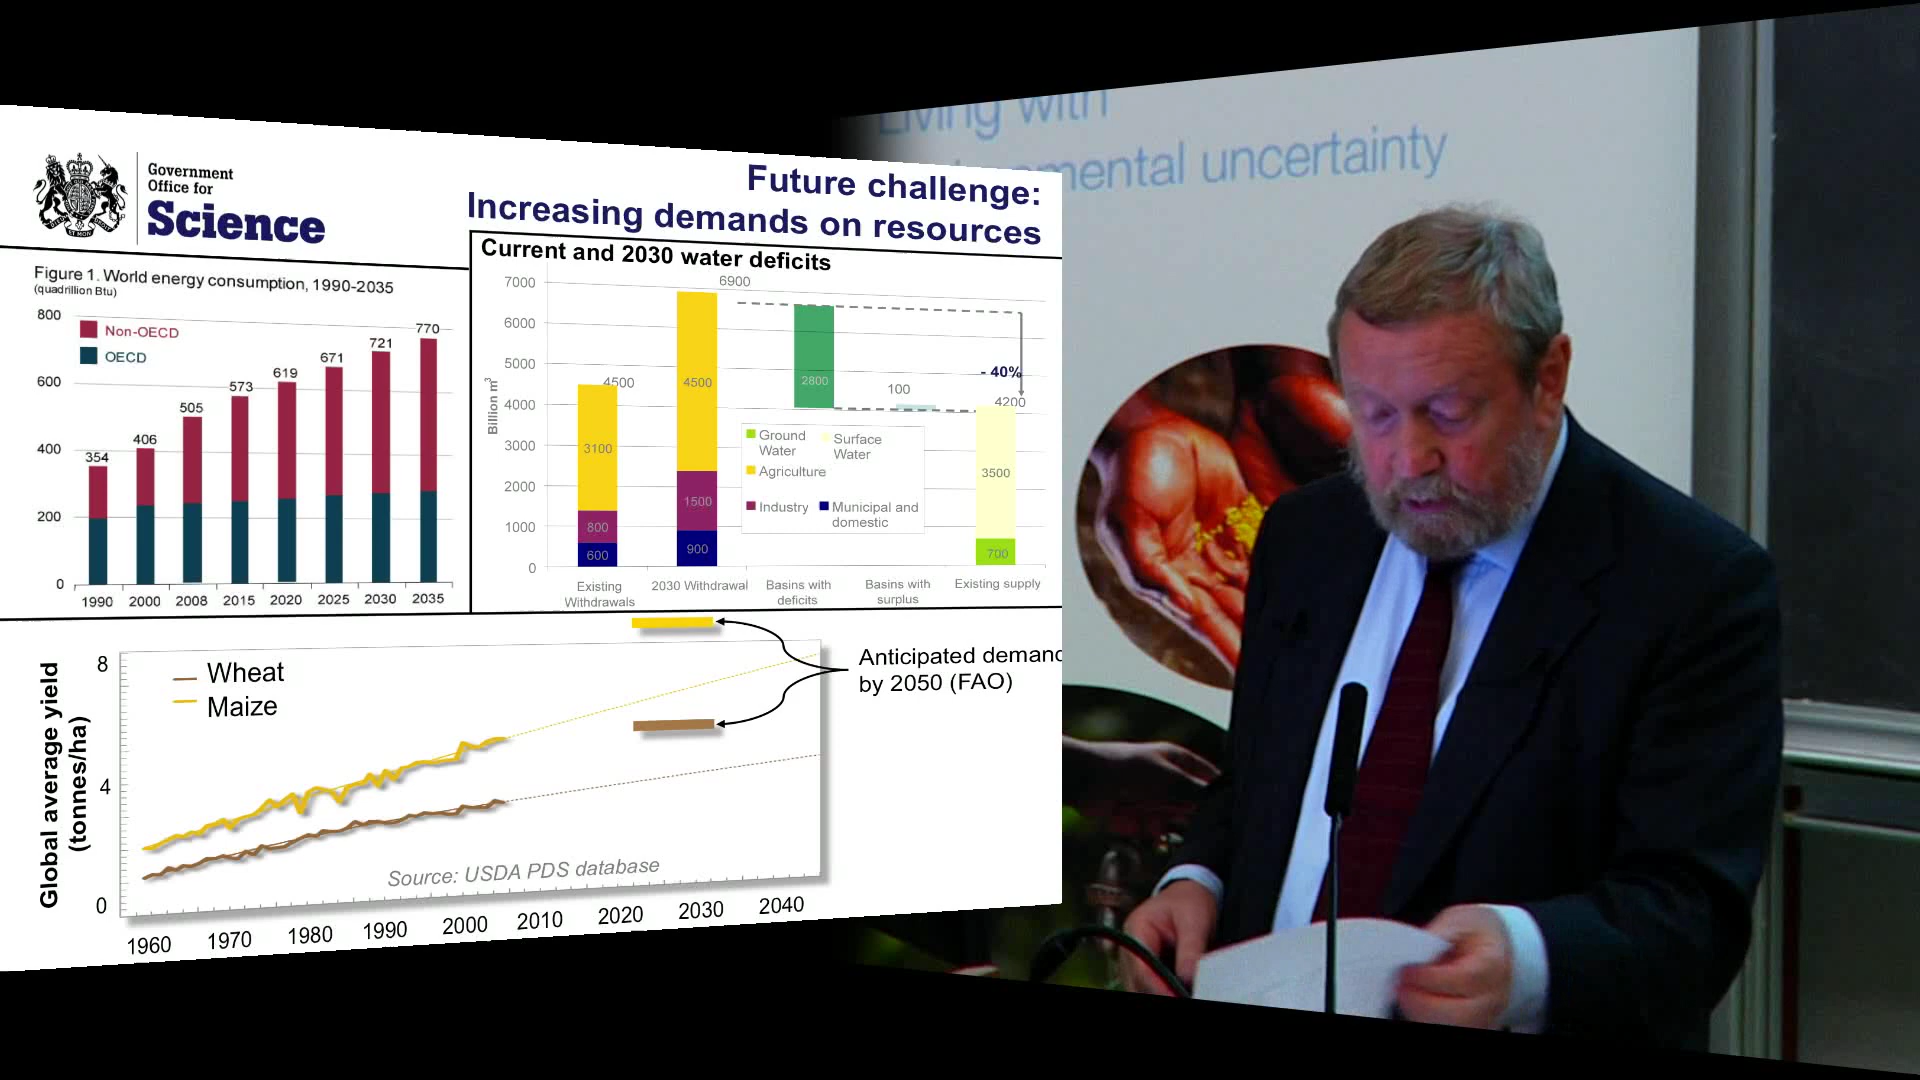 Living with
mental uncertainty
Government
Office for
Science
Future challenge:
Increasing demands on resources
Figure 1. World energy consumption, 1990-2035
(quadrillion Btu)
800
600
400
200
0
Non-OECD
OECD
354
406
505
573
619
671
721
770
1990 2000 2008 2015 2020 2025 2030 2035
Current and 2030 water deficits
Billion m³
7000
6000
5000
4000
3000
2000
1000
0
4500
3100
800
600
6900
4500
1500
900
2800
100
- 40%
4200
3500
700
Ground
Water
Surface
Water
Agriculture
Industry
Municipal and
domestic
Existing
Withdrawals
2030 Withdrawal
Basins with
deficits
Basins with
surplus
Existing supply
Global average yield
(tonnes/ha)
8
4
0
Wheat
Maize
Anticipated deman
by 2050 (FAO)
Source: USDA PDS database
1960 1970 1980 1990 2000 2010 2020 2030 2040